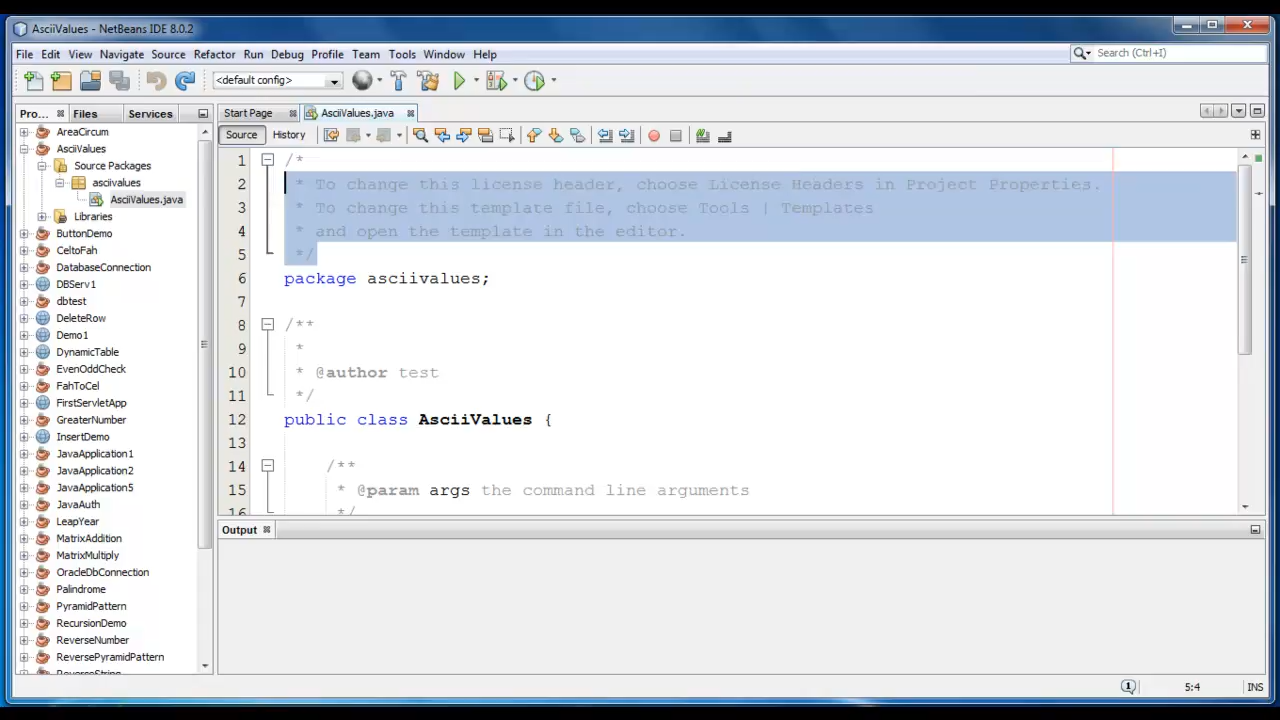 AsciiValues - NetBeans IDE 8.0.2
File Edit View Navigate Source Refactor Run Debug Profile Team Tools Window Help
Search (Ctrl+I)
<default config>
Pro... Files Services
Start Page AsciiValues.java
Source History
AreaCircum
AsciiValues
Source Packages
asciivalues
AsciiValues.java
Libraries
ButtonDemo
CeltoFah
DatabaseConnection
DBServ1
dbtest
DeleteRow
Demo1
DynamicTable
EvenOddCheck
FahToCel
FirstServletApp
GreaterNumber
InsertDemo
JavaApplication1
JavaApplication2
JavaApplication5
JavaAuth
LeapYear
MatrixAddition
MatrixMultiply
OracleDbConnection
Palindrome
PyramidPattern
RecursionDemo
ReverseNumber
ReversePyramidPattern
ReverseString
1 /*
2 * To change this license header, choose License Headers in Project Properties.
3 * To change this template file, choose Tools | Templates
4 * and open the template in the editor.
5 */
6 package asciivalues;
7
8 /**
9 *
10 * @author test
11 */
12 public class AsciiValues {
13
14 /**
15 * @param args the command line arguments
16 */
Output
1 5:4 INS